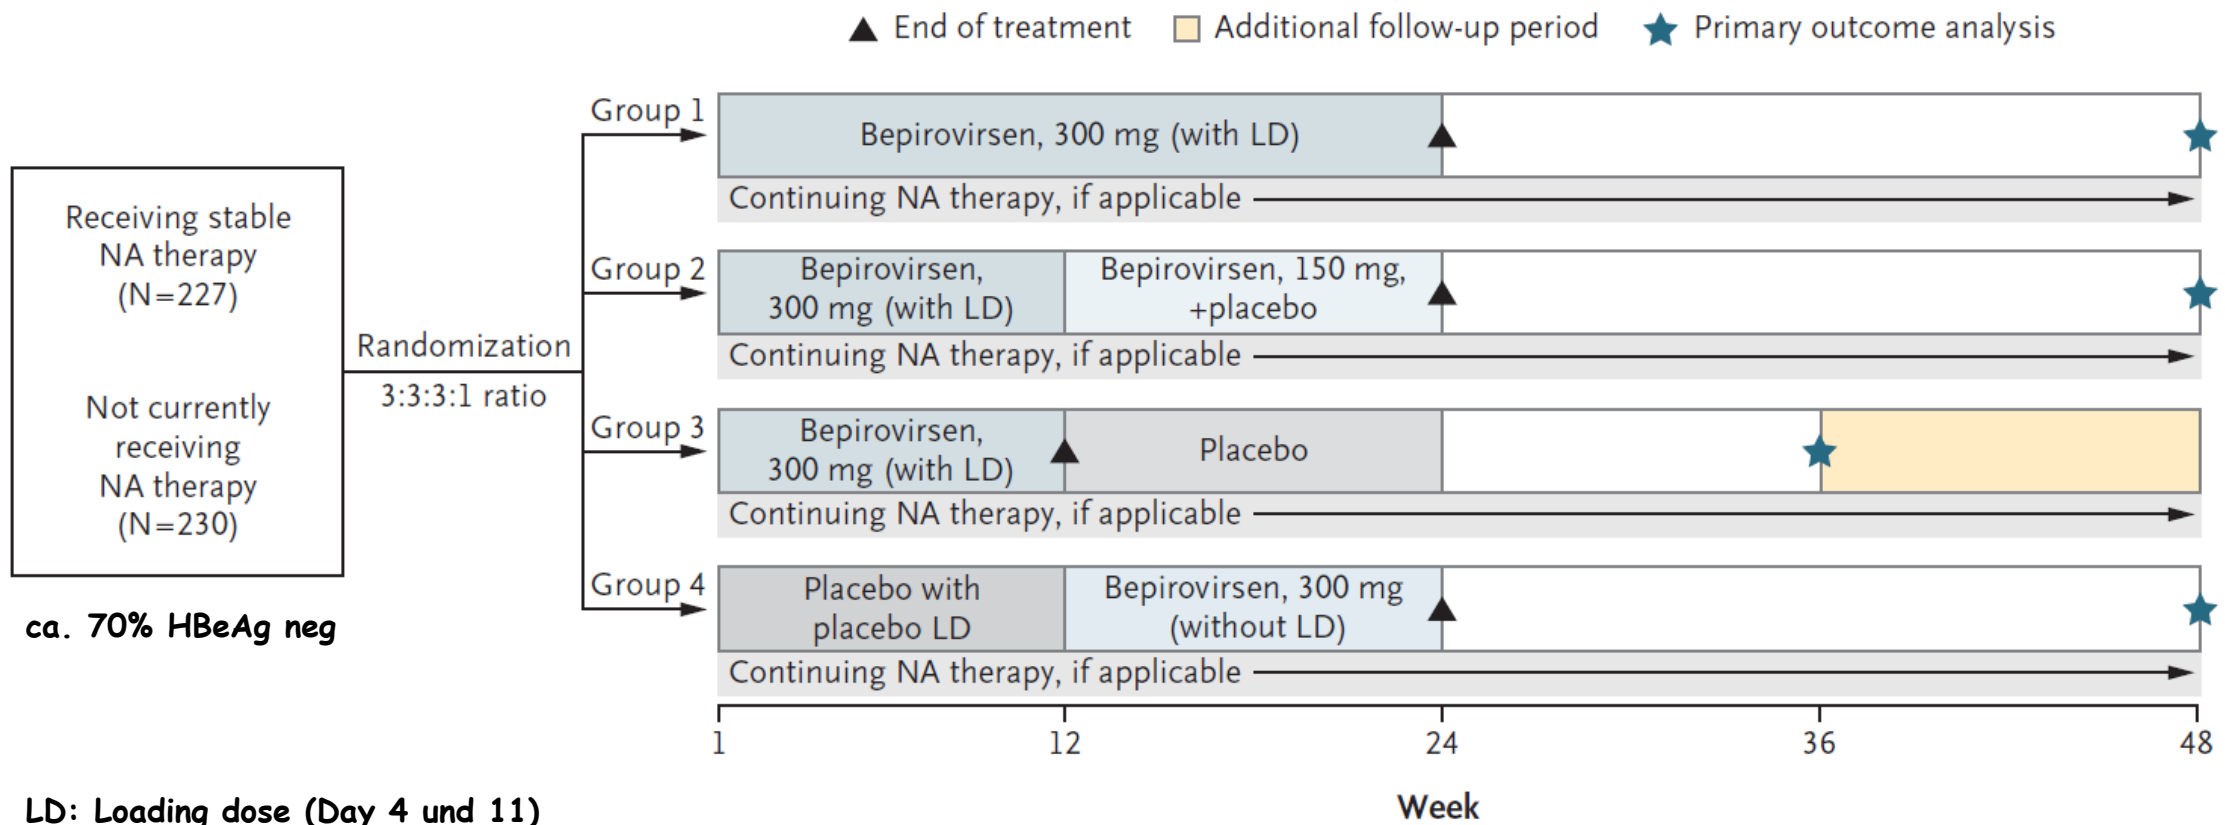 End of treatment
Additional follow-up period
Primary outcome analysis
Receiving stable
NA therapy
(N=227)
Not currently
receiving
NA therapy
(N=230)
ca. 70% HBeAg neg
LD: Loading dose (Day 4 und 11)
Randomization
3:3:3:1 ratio
Group 1
Bepirovirsen, 300 mg (with LD)
Continuing NA therapy, if applicable
Group 2
Bepirovirsen,
300 mg (with LD)
Bepirovirsen, 150 mg,
+placebo
Continuing NA therapy, if applicable
Group 3
Bepirovirsen,
300 mg (with LD)
Placebo
Continuing NA therapy, if applicable
Group 4
Placebo with
placebo LD
Bepirovirsen, 300 mg
(without LD)
Continuing NA therapy, if applicable
1
12
24
36
48
Week